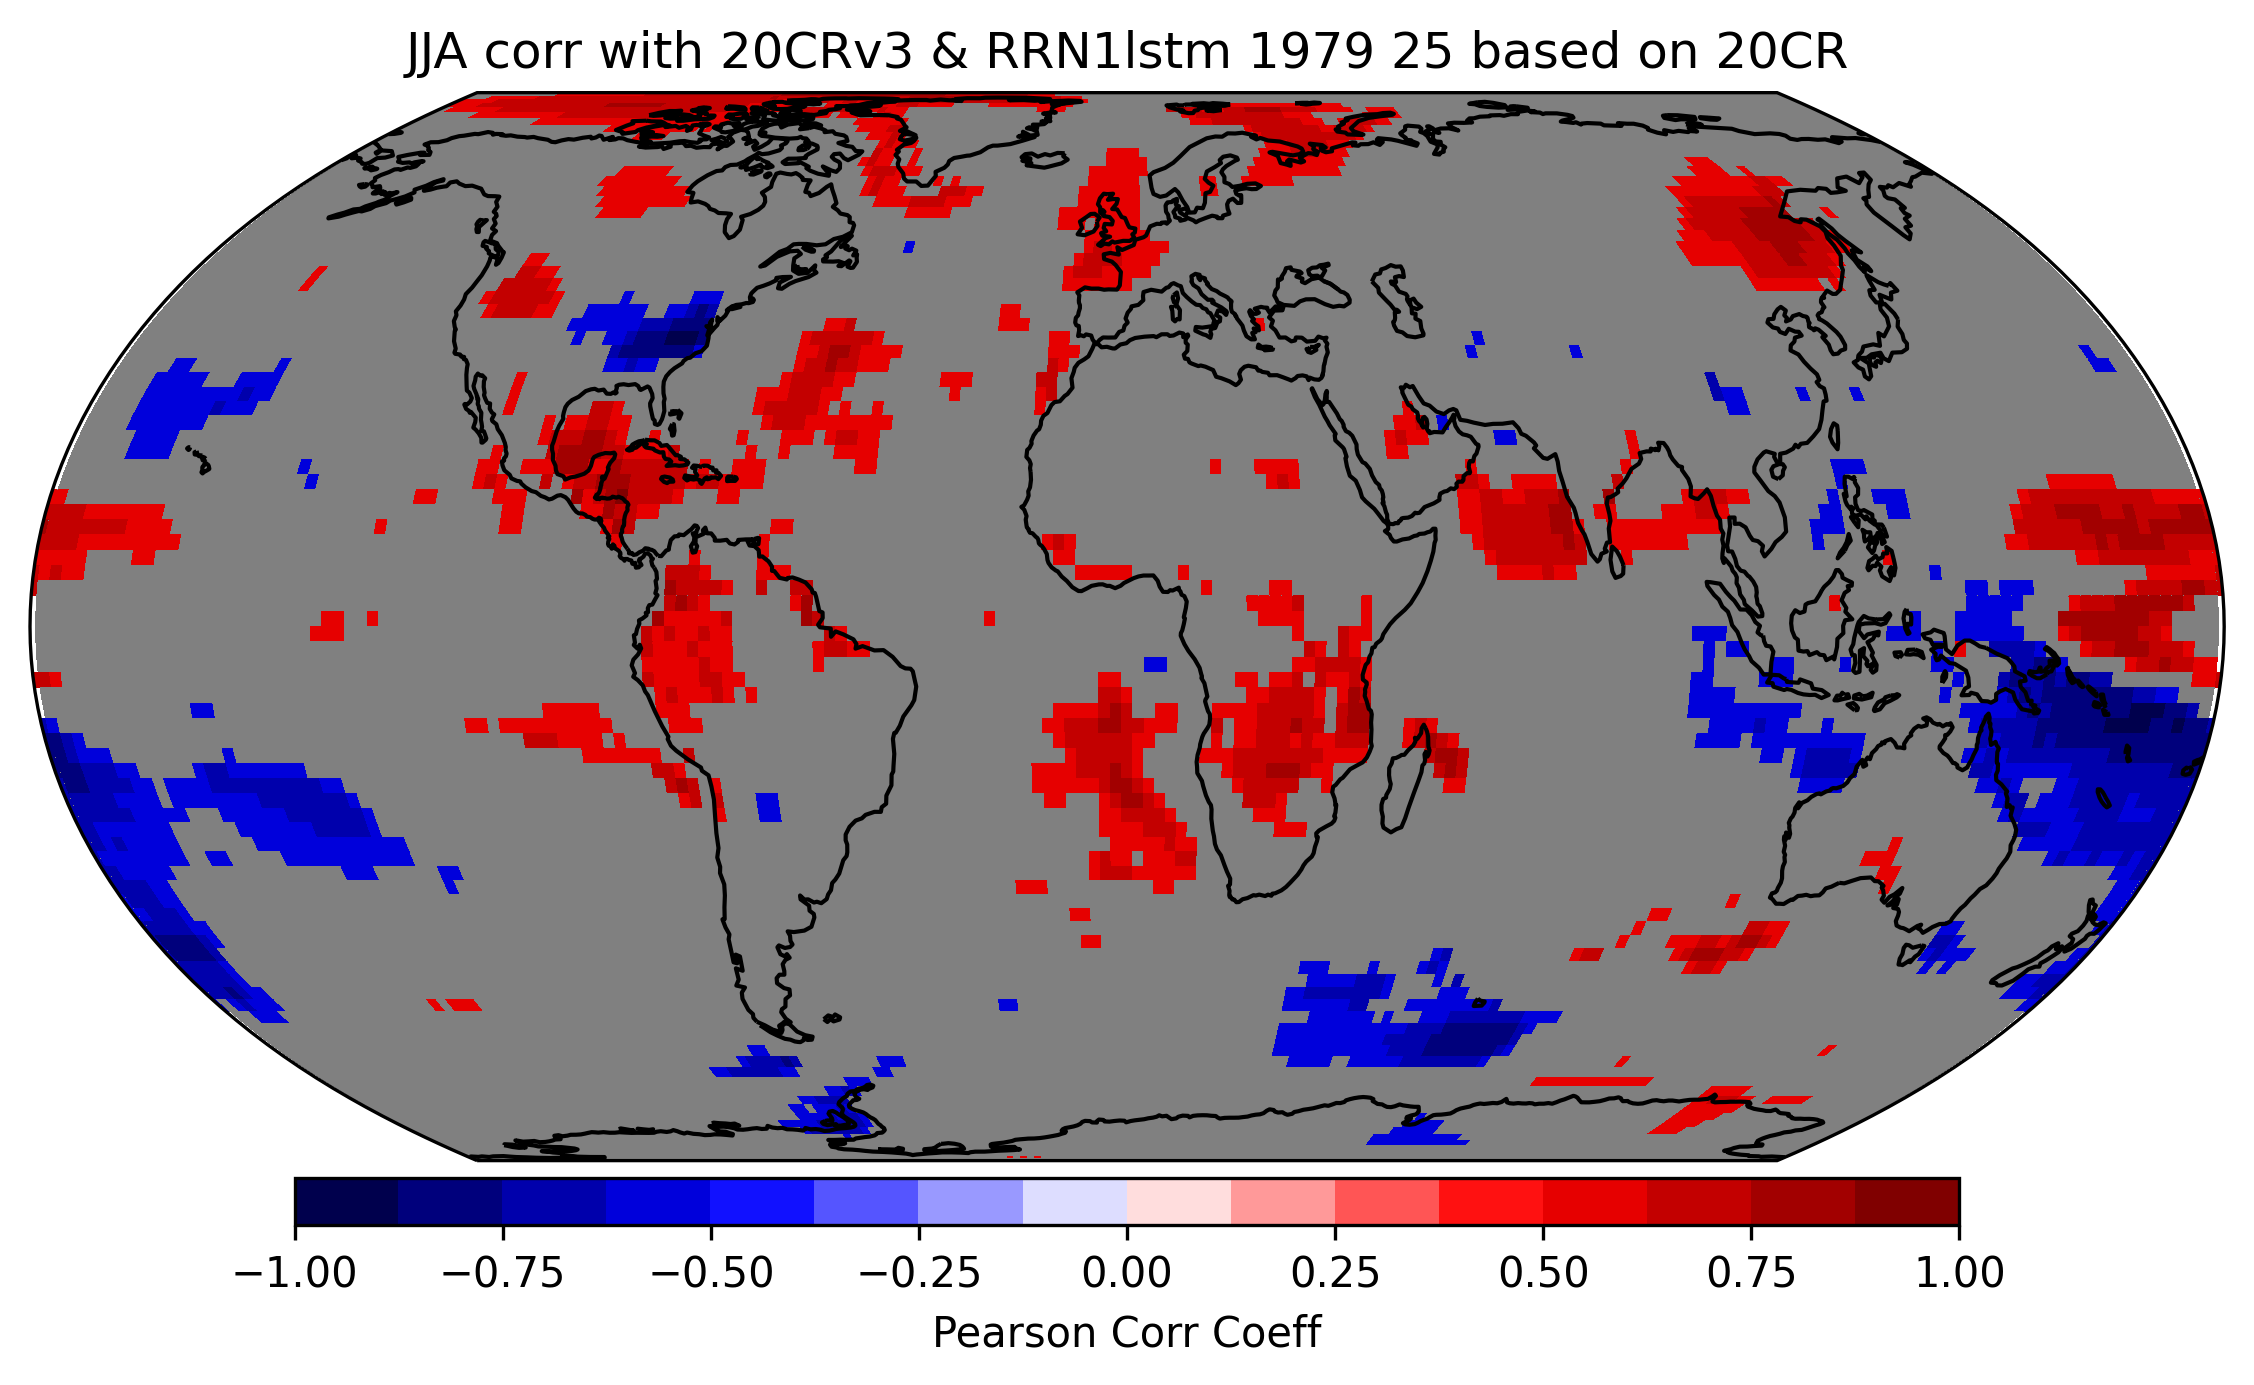 JJA corr with 20CRv3 & RRN1lstm 1979 25 based on 20CR
−1.00 −0.75 −0.50 −0.25 0.00 0.25 0.50 0.75 1.00
Pearson Corr Coeff